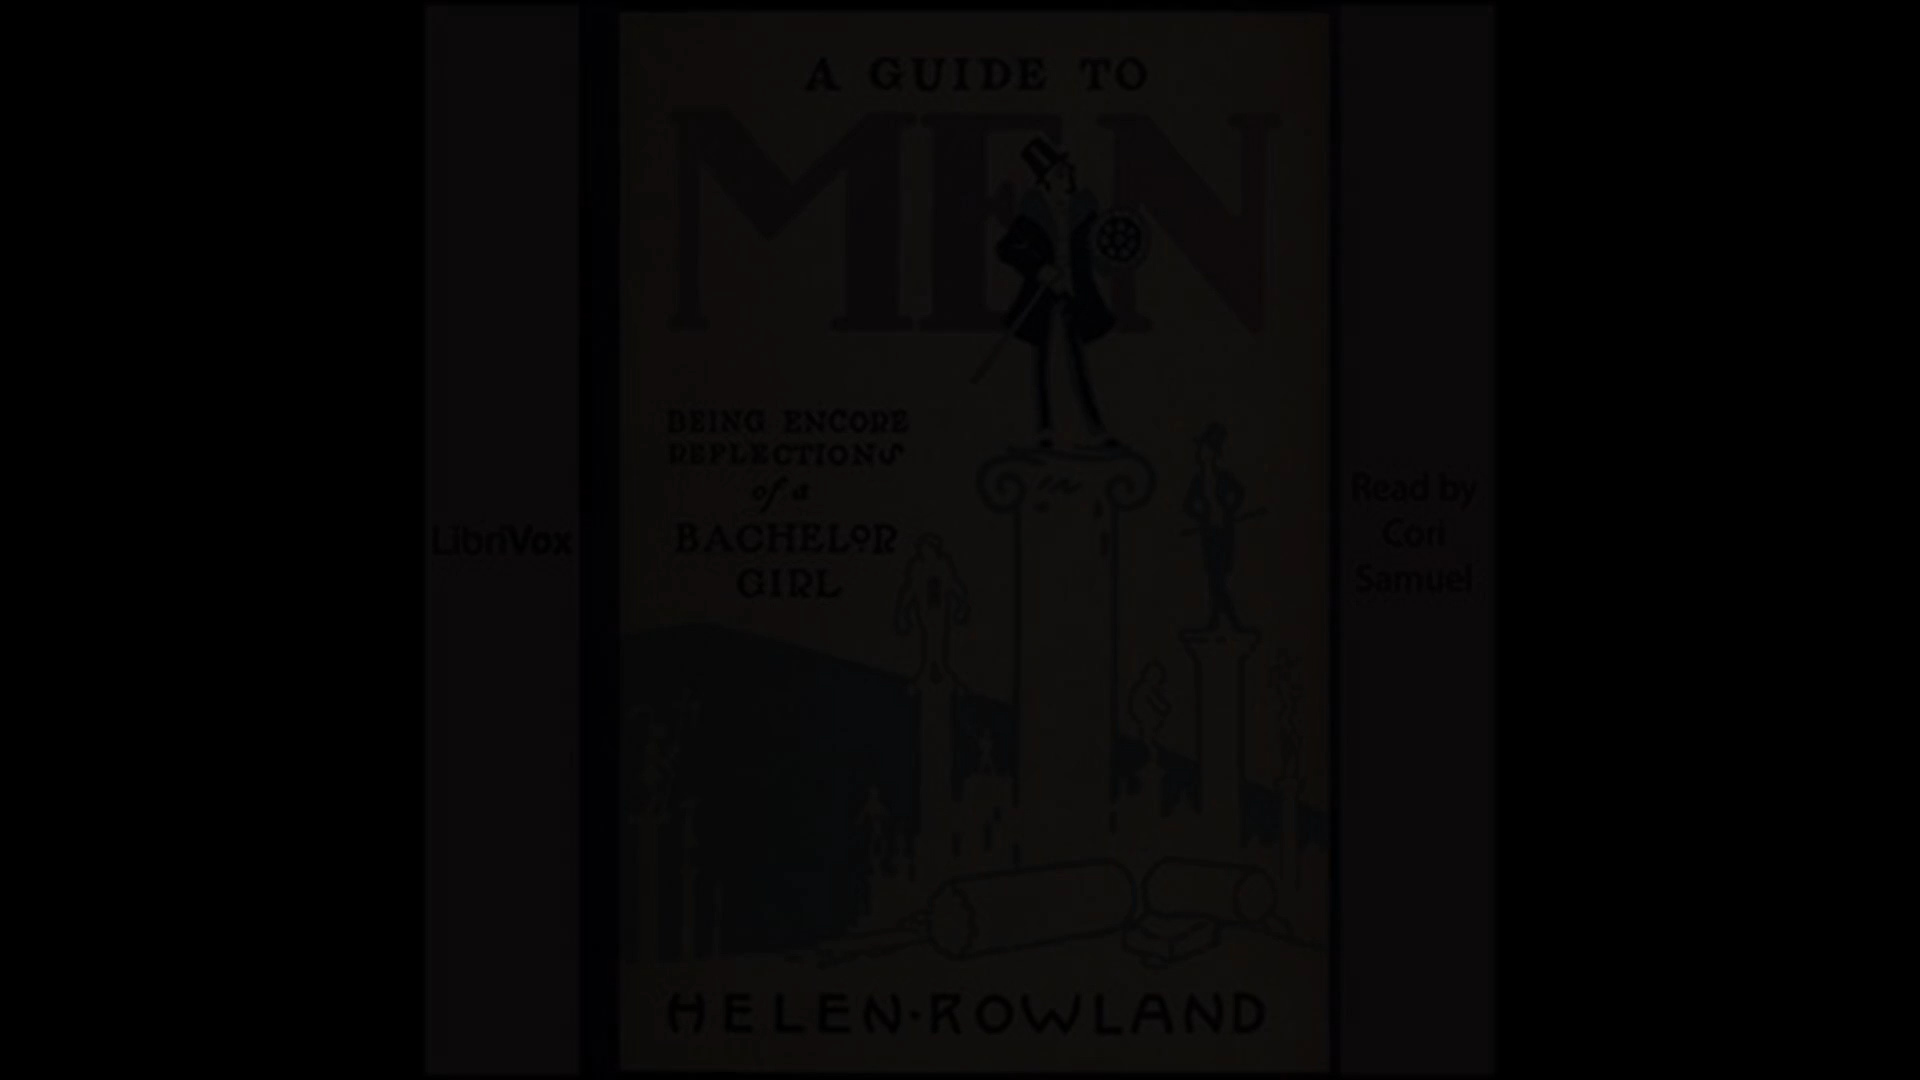 A GUIDE TO
MEN
BEING ENCORE
REFLECTIONS
of a
BACHELOR
GIRL
LibriVox
Read by
Cori
Samuel
HELEN·ROWLAND